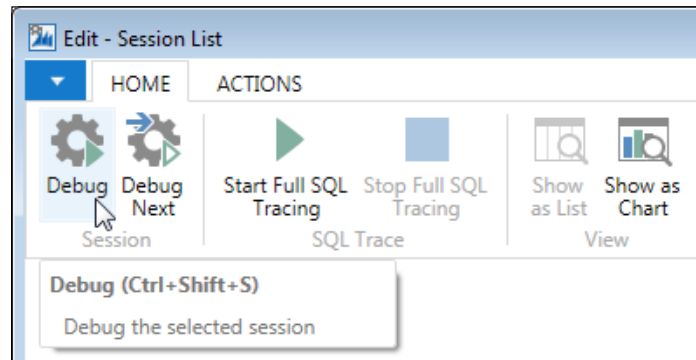 Edit - Session List
HOME ACTIONS
Debug Debug Start Full SQL Stop Full SQL Show Show as
Next Tracing Tracing as List Chart
Session SQL Trace View
Debug (Ctrl+Shift+S)
Debug the selected session